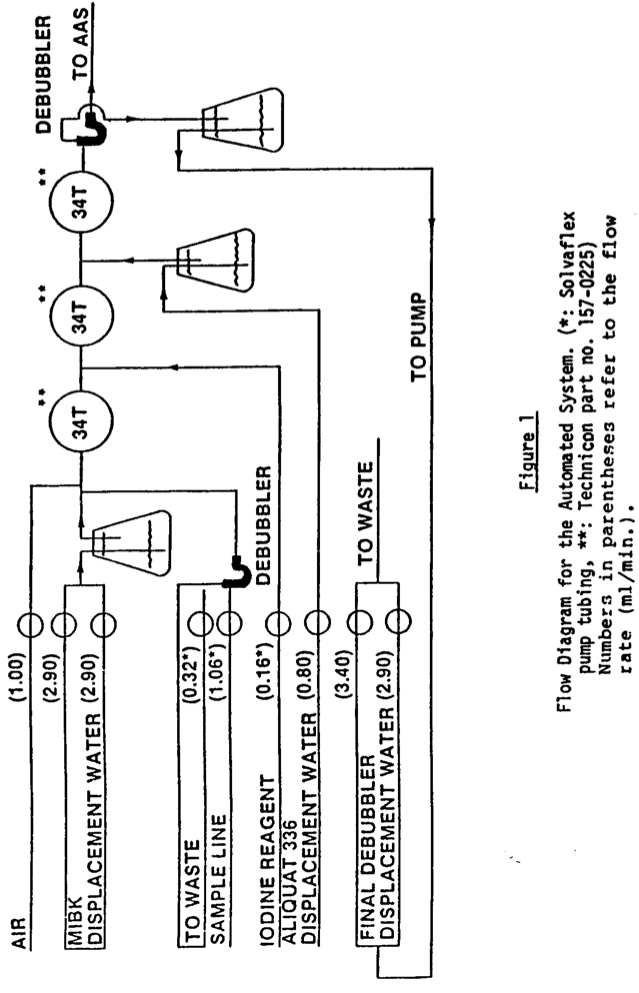 AIR
(1.00)
MIBK
(2.90)
DISPLACEMENT WATER (2.90)
TO WASTE
(0.32*)
SAMPLE LINE
(1.06*)
IODINE REAGENT
(0.16*)
ALIQUAT 336
DISPLACEMENT WATER (0.80)
(3.40)
FINAL DEBUBBLER
DISPLACEMENT WATER (2.90)
DEBUBBLER
TO WASTE
34T
**
34T
**
34T
**
DEBUBBLER
TO AAS
TO PUMP
Figure 1
Flow Diagram for the Automated System. (*: Solvaflex
pump tubing, **: Technicon part no. 157-0225)
Numbers in parentheses refer to the flow
rate (ml/min.).